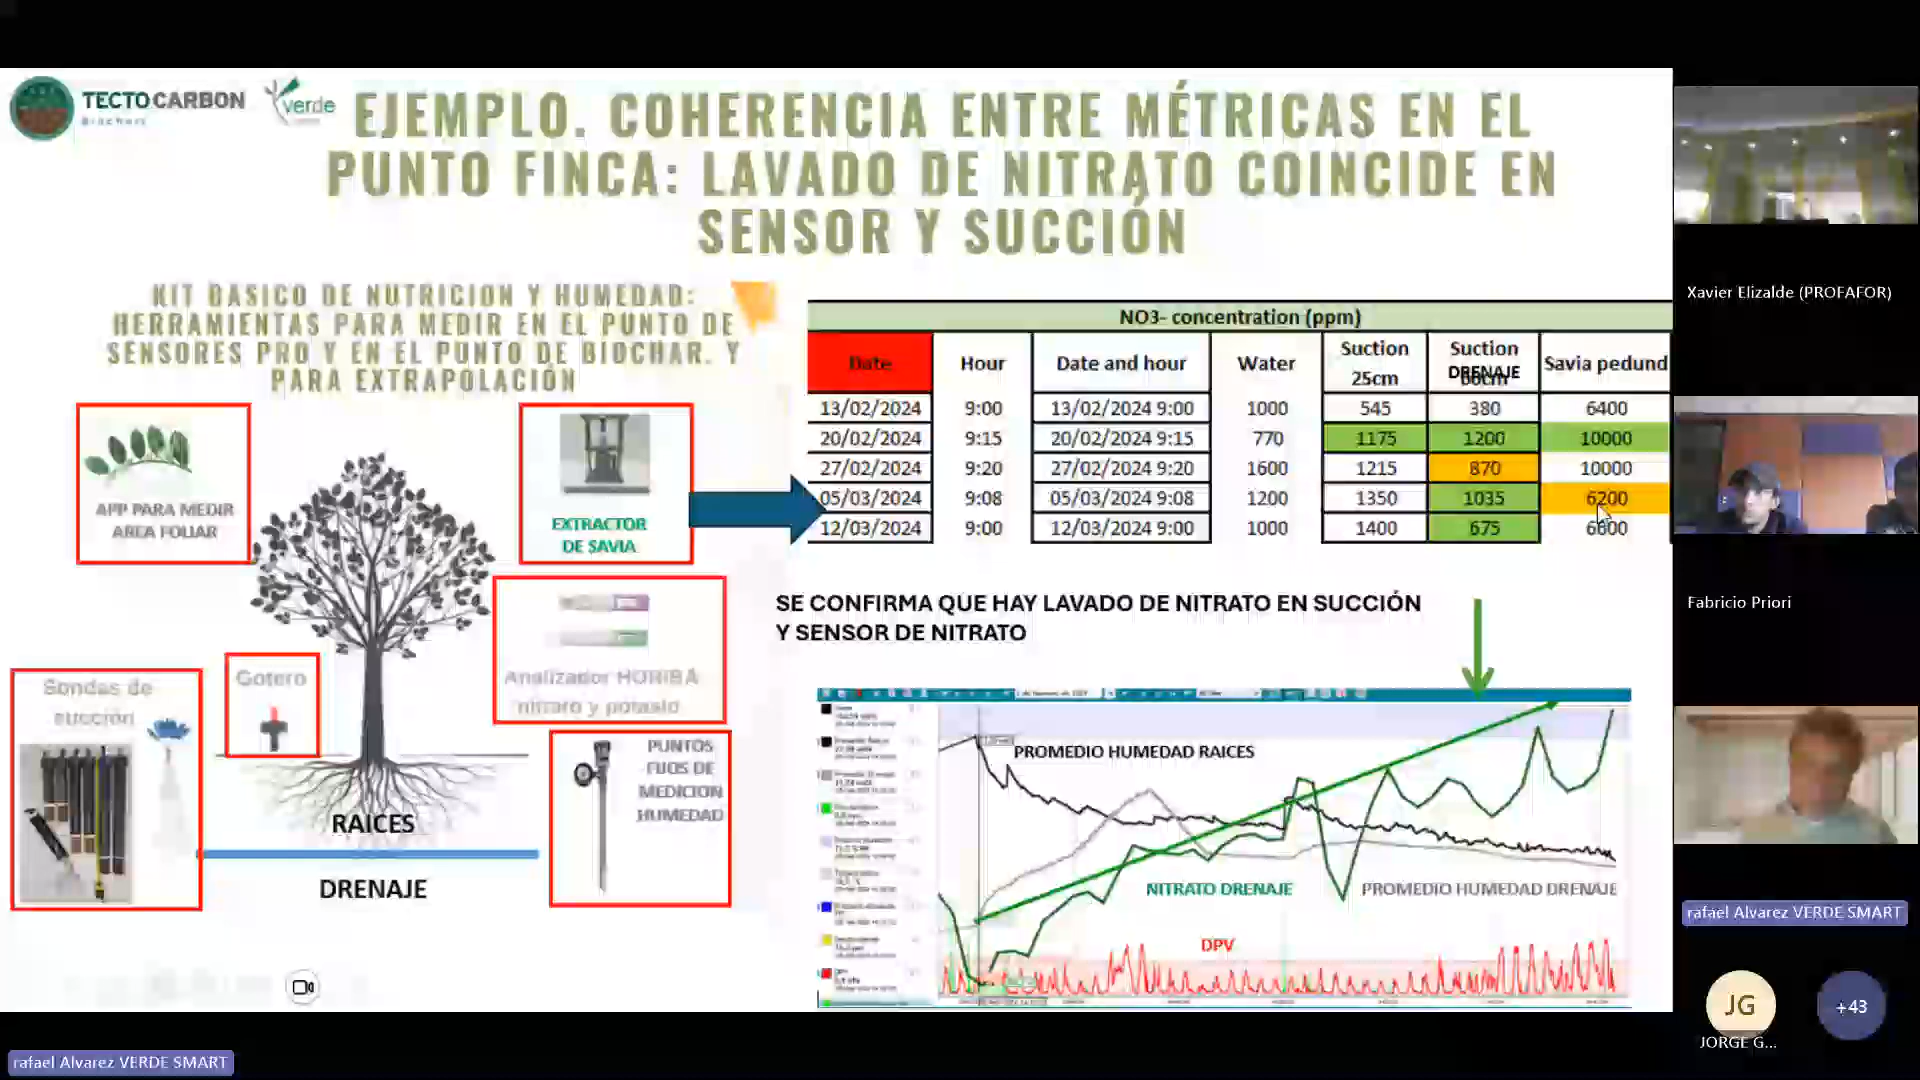 TECTOCARBON
Biochars
verde
EJEMPLO. COHERENCIA ENTRE MÉTRICAS EN EL
PUNTO FINCA: LAVADO DE NITRATO COINCIDE EN
SENSOR Y SUCCIÓN
KIT BASICO DE NUTRICION Y HUMEDAD:
HERRAMIENTAS PARA MEDIR EN EL PUNTO DE
SENSORES PRO Y EN EL PUNTO DE BIOCHAR. Y
PARA EXTRAPOLACIÓN
APP PARA MEDIR
AREA FOLIAR
EXTRACTOR
DE SAVIA
Analizador HORIBA
nitrato y potasio
Gotero
Sondas de
succión
PUNTOS
FIJOS DE
MEDICION
HUMEDAD
RAICES
DRENAJE
NO3- concentration (ppm)
Date Hour Date and hour Water Suction 25cm Suction DRENAJE Savia pedund
13/02/2024 9:00 13/02/2024 9:00 1000 545 380 6400
20/02/2024 9:15 20/02/2024 9:15 770 1175 1200 10000
27/02/2024 9:20 27/02/2024 9:20 1600 1215 870 10000
05/03/2024 9:08 05/03/2024 9:08 1200 1350 1035 6200
12/03/2024 9:00 12/03/2024 9:00 1000 1400 675 6600
SE CONFIRMA QUE HAY LAVADO DE NITRATO EN SUCCIÓN
Y SENSOR DE NITRATO
PROMEDIO HUMEDAD RAICES
NITRATO DRENAJE
PROMEDIO HUMEDAD DRENAJE
DPV
Xavier Elizalde (PROFAFOR)
Fabricio Priori
rafael Alvarez VERDE SMART
JG
JORGE G...
+43
rafael Alvarez VERDE SMART